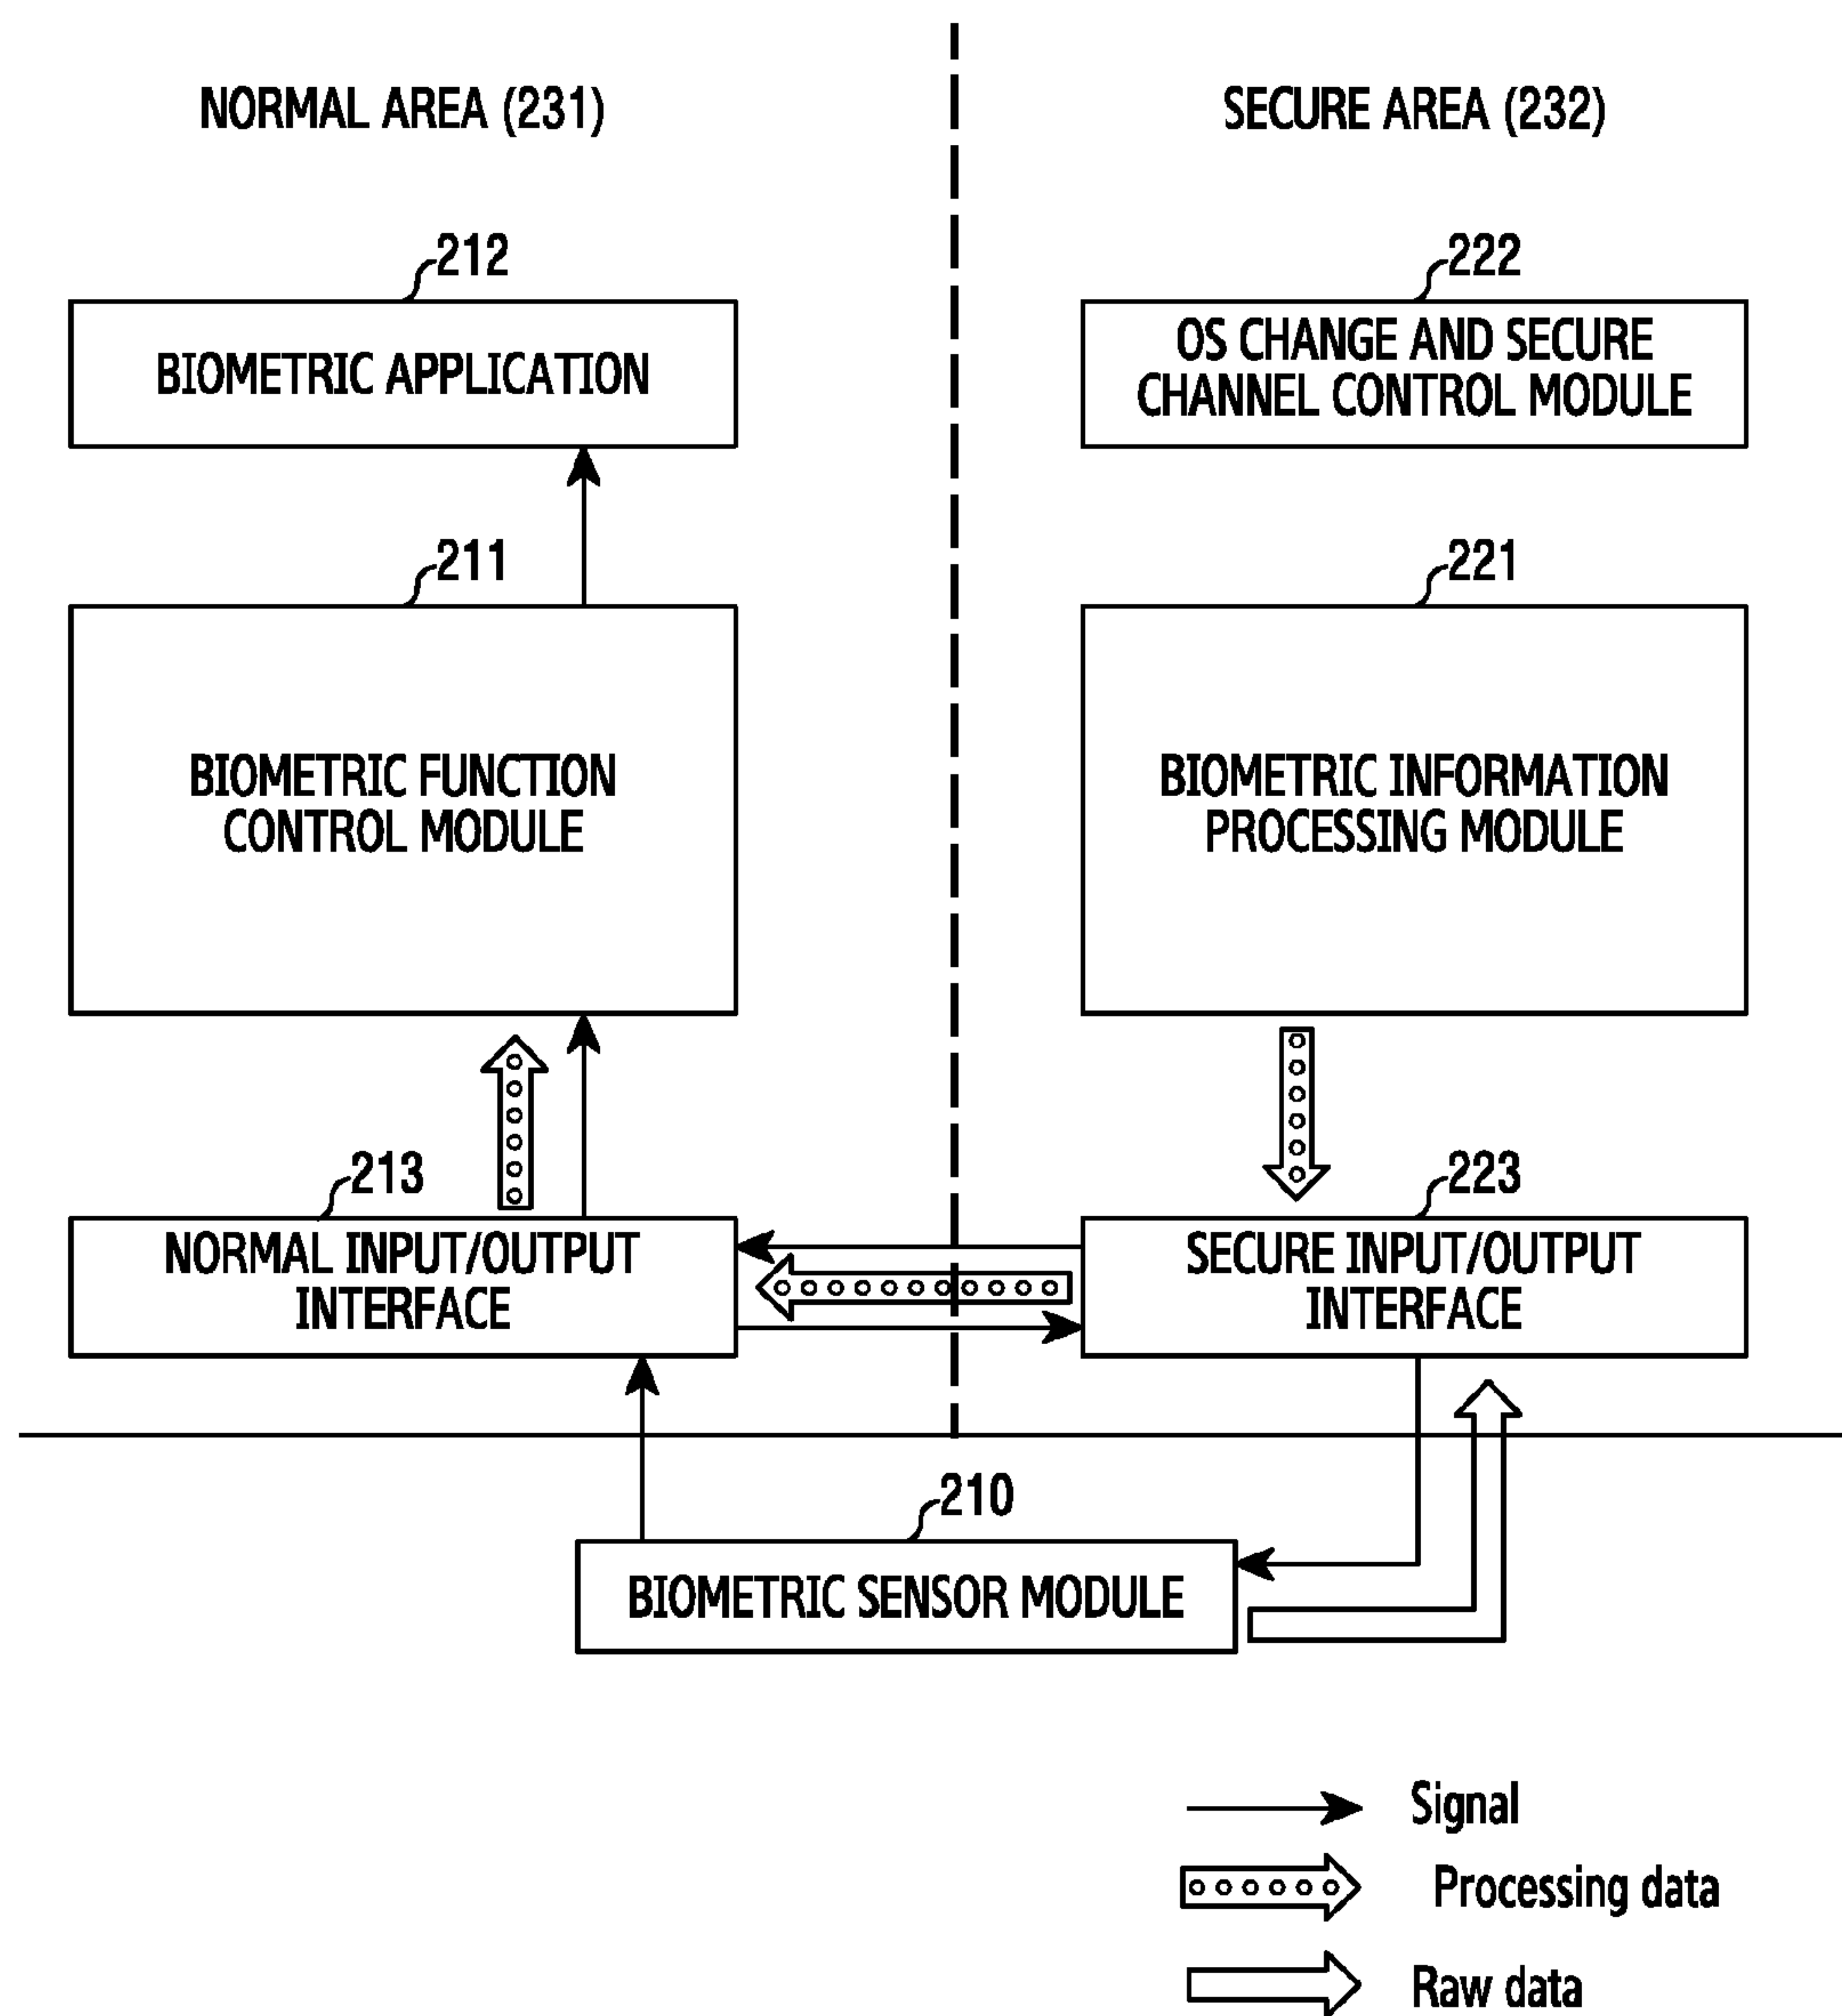 NORMAL AREA (231)
SECURE AREA (232)
212
BIOMETRIC APPLICATION
222
OS CHANGE AND SECURE
CHANNEL CONTROL MODULE
211
BIOMETRIC FUNCTION
CONTROL MODULE
221
BIOMETRIC INFORMATION
PROCESSING MODULE
213
NORMAL INPUT/OUTPUT
INTERFACE
223
SECURE INPUT/OUTPUT
INTERFACE
210
BIOMETRIC SENSOR MODULE
Signal
Processing data
Raw data